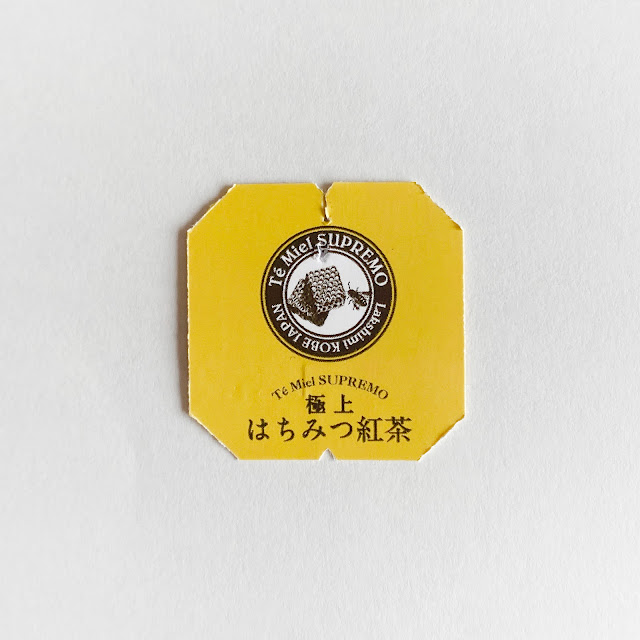 Té Miel SUPREMO
Lakshimi KOBE JAPAN
Té Miel SUPREMO
極上
はちみつ紅茶